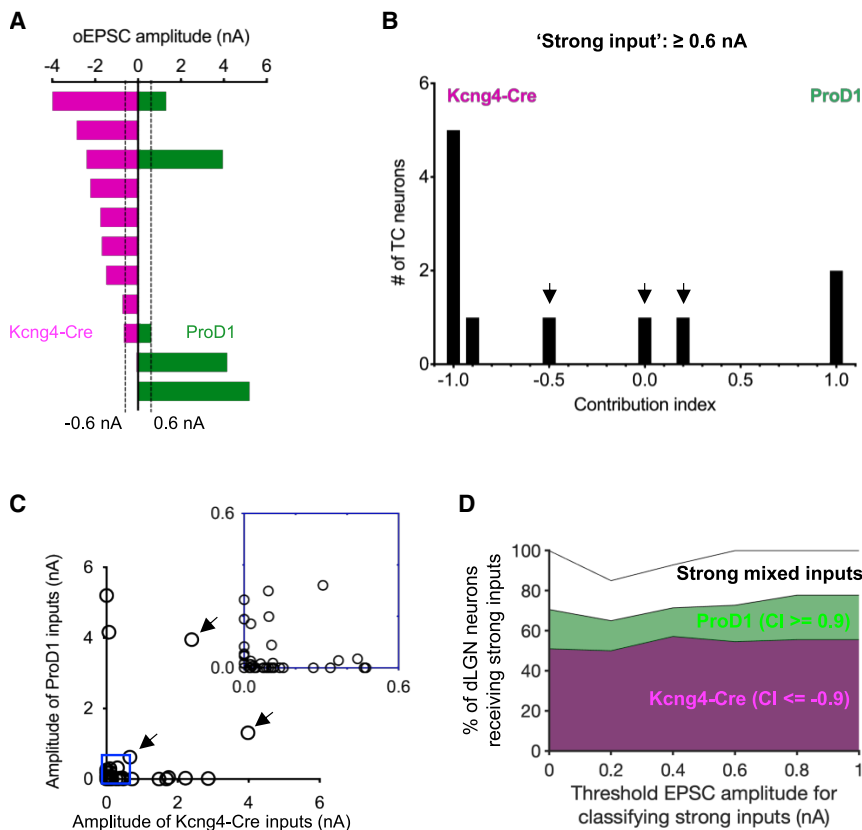 A
oEPSC amplitude (nA)
-4 -2 0 2 4 6
Kcng4-Cre ProD1
-0.6 nA 0.6 nA
B
‘Strong input’: ≥ 0.6 nA
Kcng4-Cre ProD1
# of TC neurons
6
4
2
0
-1.0 -0.5 0.0 0.5 1.0
Contribution index
C
Amplitude of ProD1 inputs (nA)
6
4
2
0
0 2 4 6
Amplitude of Kcng4-Cre inputs (nA)
0.6
0.0
0.0 0.6
D
% of dLGN neurons
receiving strong inputs
100
80
60
40
20
0
Strong mixed inputs
ProD1 (CI >= 0.9)
Kcng4-Cre (CI <= -0.9)
0 0.2 0.4 0.6 0.8 1
Threshold EPSC amplitude for
classifying strong inputs (nA)